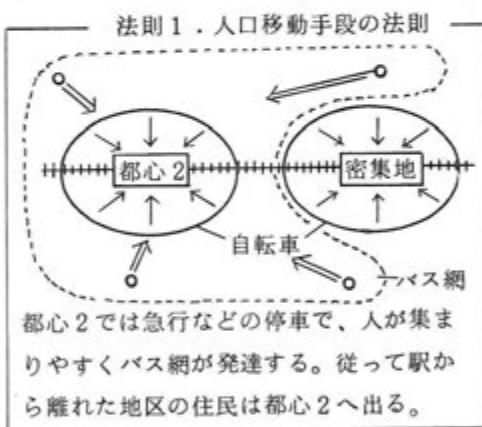 法則1．人口移動手段の法則
都心2
密集地
自転車
バス網
都心2では急行などの停車で、人が集ま
りやすくバス網が発達する。従って駅か
ら離れた地区の住民は都心2へ出る。